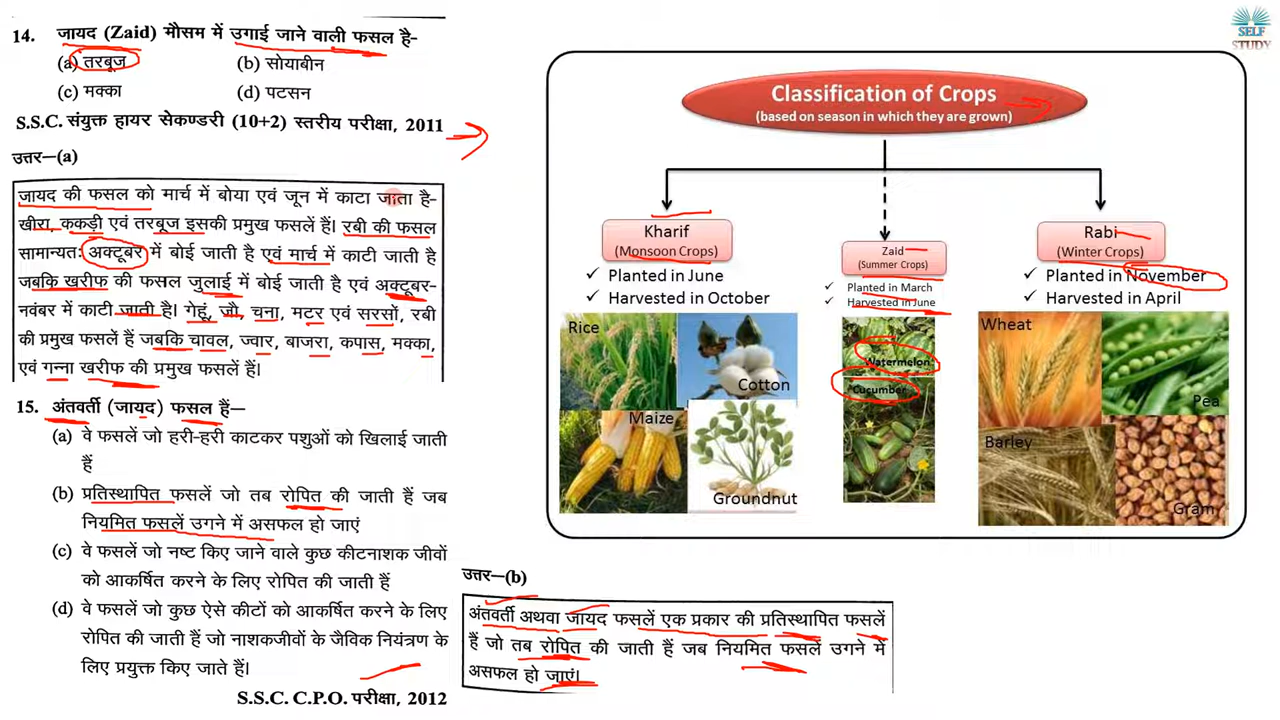 14. जायद (Zaid) मौसम में उगाई जाने वाली फसल है-
(a) तरबूज (b) सोयाबीन
(c) मक्का (d) पटसन
S.S.C. संयुक्त हायर सेकण्डरी (10+2) स्तरीय परीक्षा, 2011
उत्तर—(a)
जायद की फसल को मार्च में बोया एवं जून में काटा जाता है-
खीरा, ककड़ी एवं तरबूज इसकी प्रमुख फसलें हैं। रबी की फसल
सामान्यतः अक्टूबर में बोई जाती है एवं मार्च में काटी जाती है
जबकि खरीफ की फसल जुलाई में बोई जाती है एवं अक्टूबर-
नवंबर में काटी जाती है। गेहूं, जौ, चना, मटर एवं सरसों, रबी
की प्रमुख फसलें हैं जबकि चावल, ज्वार, बाजरा, कपास, मक्का,
एवं गन्ना खरीफ की प्रमुख फसलें हैं।
15. अंतवर्ती (जायद) फसल हैं—
(a) वे फसलें जो हरी-हरी काटकर पशुओं को खिलाई जाती
हैं
(b) प्रतिस्थापित फसलें जो तब रोपित की जाती हैं जब
नियमित फसलें उगने में असफल हो जाएं
(c) वे फसलें जो नष्ट किए जाने वाले कुछ कीटनाशक जीवों
को आकर्षित करने के लिए रोपित की जाती हैं
(d) वे फसलें जो कुछ ऐसे कीटों को आकर्षित करने के लिए
रोपित की जाती हैं जो नाशकजीवों के जैविक नियंत्रण के
लिए प्रयुक्त किए जाते हैं।
S.S.C. C.P.O. परीक्षा, 2012
उत्तर—(b)
अंतवर्ती अथवा जायद फसलें एक प्रकार की प्रतिस्थापित फसलें
हैं जो तब रोपित की जाती हैं जब नियमित फसलें उगने में
असफल हो जाएं।
SELF
STUDY
Classification of Crops
(based on season in which they are grown)
Kharif
(Monsoon Crops)
✓ Planted in June
✓ Harvested in October
Rice
Cotton
Maize
Groundnut
Zaid
(Summer Crops)
✓ Planted in March
✓ Harvested in June
Watermelon
Cucumber
Rabi
(Winter Crops)
✓ Planted in November
✓ Harvested in April
Wheat
Pea
Barley
Gram